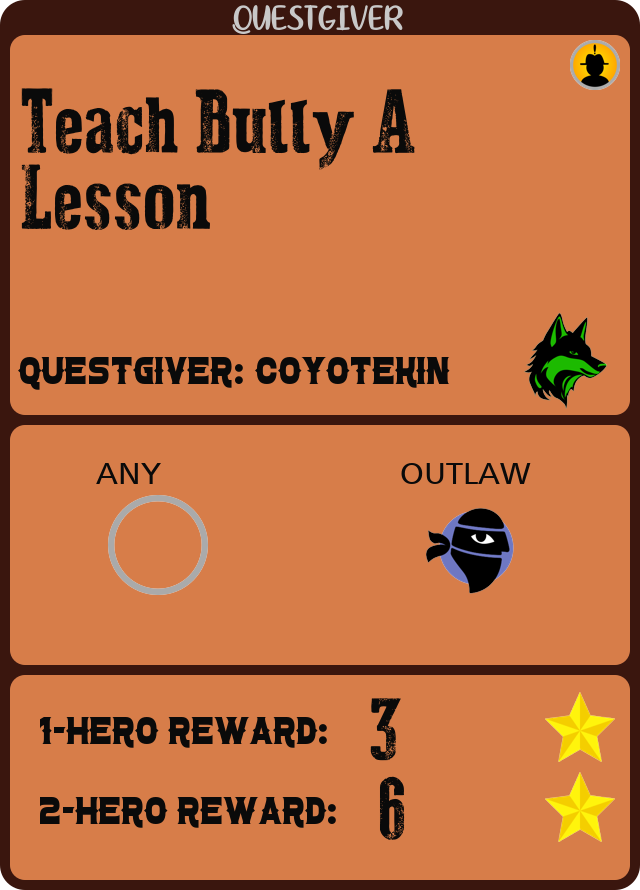 QUESTGIVER
Teach Bully A
Lesson
QUESTGIVER: COYOTEKIN
ANY
OUTLAW
1-HERO REWARD: 3
2-HERO REWARD: 6